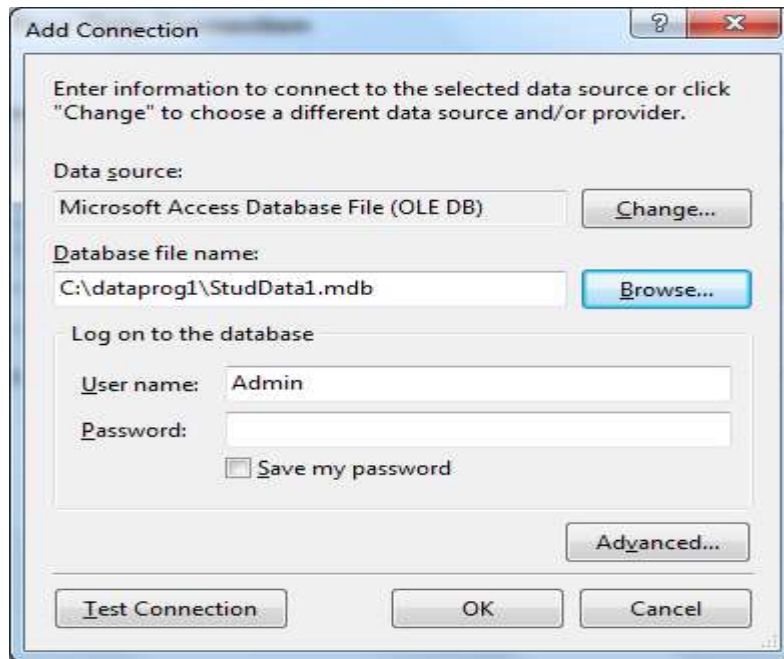 Add Connection
Enter information to connect to the selected data source or click
"Change" to choose a different data source and/or provider.
Data source:
Microsoft Access Database File (OLE DB)
Change...
Database file name:
C:\dataprog1\StudData1.mdb
Browse...
Log on to the database
User name:
Admin
Password:
Save my password
Advanced...
Test Connection
OK
Cancel